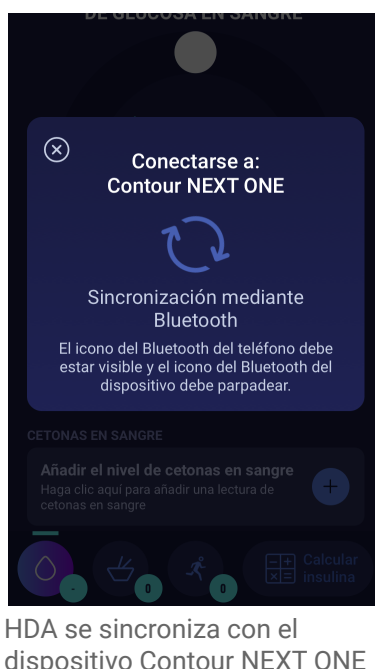 DE GLUCOSA EN SANGRE
Conectarse a:
Contour NEXT ONE
Sincronización mediante
Bluetooth
El icono del Bluetooth del teléfono debe
estar visible y el icono del Bluetooth del
dispositivo debe parpadear.
CETONAS EN SANGRE
Añadir el nivel de cetonas en sangre
Haga clic aquí para añadir una lectura de
cetonas en sangre
- 0 0
Calcular
insulina
HDA se sincroniza con el
dispositivo Contour NEXT ONE